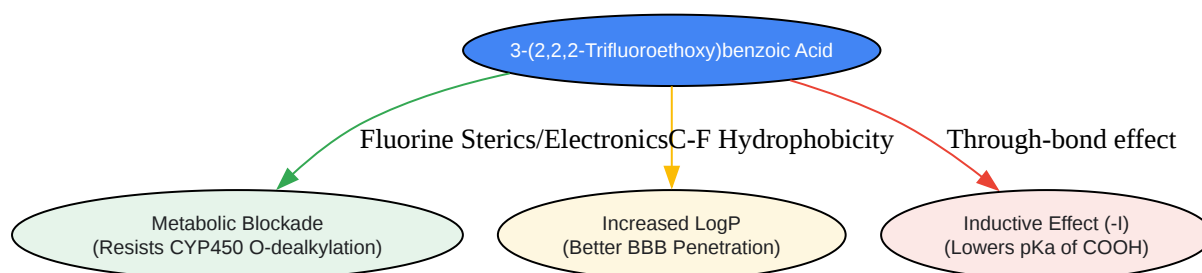 3-(2,2,2-Trifluoroethoxy)benzoic Acid
Fluorine Sterics/Electronics
C-F Hydrophobicity
Through-bond effect
Metabolic Blockade
(Resists CYP450 O-dealkylation)
Increased LogP
(Better BBB Penetration)
Inductive Effect (-I)
(Lowers pKa of COOH)